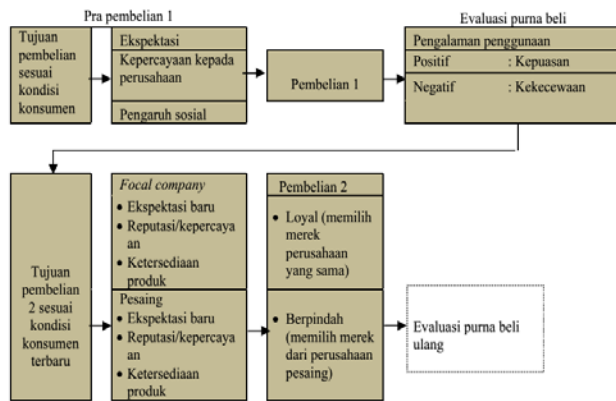 Pra pembelian 1
Evaluasi purna beli
Tujuan
pembelian
sesuai
kondisi
konsumen
Ekspektasi
Kepercayaan kepada
perusahaan
Pengaruh sosial
Pembelian 1
Pengalaman penggunaan
Positif : Kepuasan
Negatif : Kekecewaan
Tujuan
pembelian
2 sesuai
kondisi
konsumen
terbaru
Focal company
• Ekspektasi baru
• Reputasi/kepercaya
an
• Ketersediaan
produk
Pesaing
• Ekspektasi baru
• Reputasi/kepercaya
an
• Ketersediaan
produk
Pembelian 2
• Loyal (memilih
merek
perusahaan
yang sama)
• Berpindah
(memilih merek
dari perusahaan
pesaing)
Evaluasi purna beli
ulang